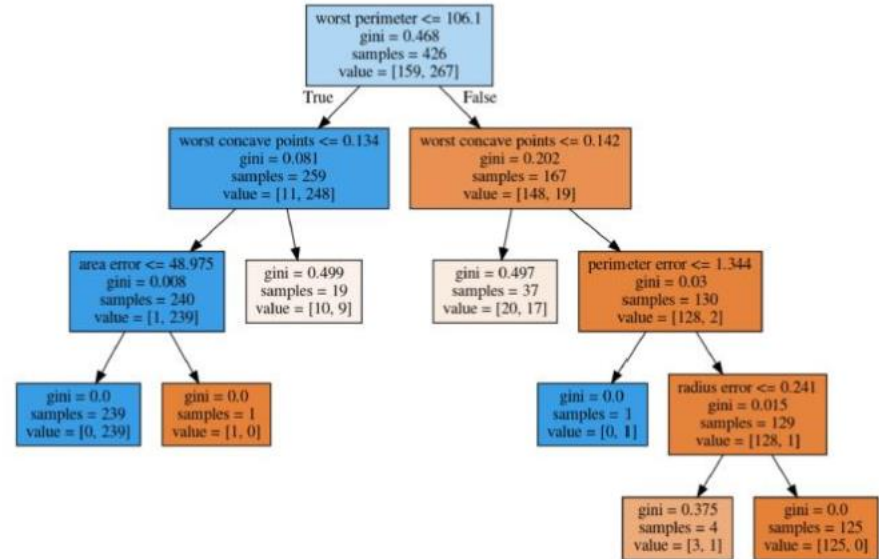 worst perimeter <= 106.1
gini = 0.468
samples = 426
value = [159, 267]
True
False
worst concave points <= 0.134
gini = 0.081
samples = 259
value = [11, 248]
worst concave points <= 0.142
gini = 0.202
samples = 167
value = [148, 19]
area error <= 48.975
gini = 0.008
samples = 240
value = [1, 239]
gini = 0.499
samples = 19
value = [10, 9]
gini = 0.497
samples = 37
value = [20, 17]
perimeter error <= 1.344
gini = 0.03
samples = 130
value = [128, 2]
gini = 0.0
samples = 239
value = [0, 239]
gini = 0.0
samples = 1
value = [1, 0]
gini = 0.0
samples = 1
value = [0, 1]
radius error <= 0.241
gini = 0.015
samples = 129
value = [128, 1]
gini = 0.375
samples = 4
value = [3, 1]
gini = 0.0
samples = 125
value = [125, 0]